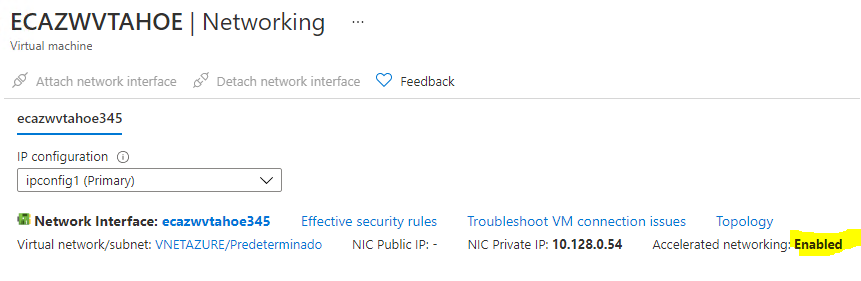 ECAZWVTAHOE | Networking ...
Virtual machine
Attach network interface Detach network interface Feedback
ecazwvtahoe345
IP configuration
ipconfig1 (Primary)
Network Interface: ecazwvtahoe345 Effective security rules Troubleshoot VM connection issues Topology
Virtual network/subnet: VNETAZURE/Predeterminado NIC Public IP: - NIC Private IP: 10.128.0.54 Accelerated networking: Enabled